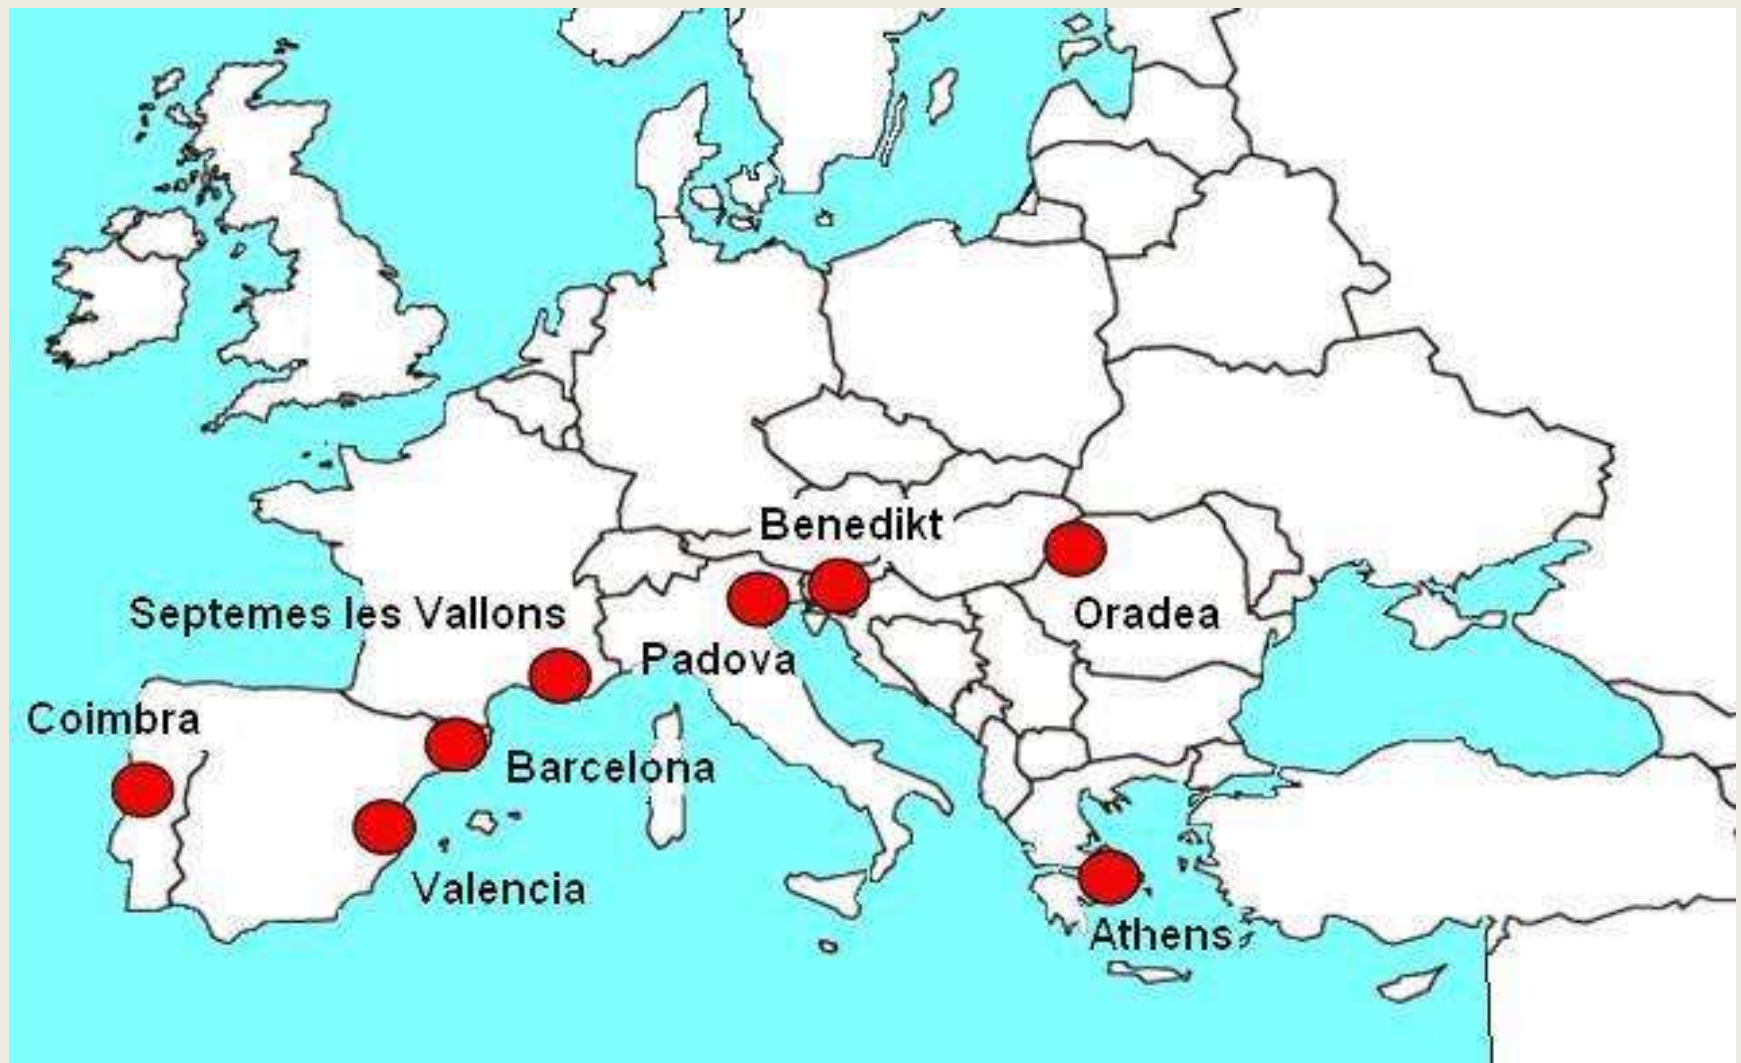 Benedikt
Septemes les Vallons
Oradea
Padova
Coimbra
Barcelona
Valencia
Athens